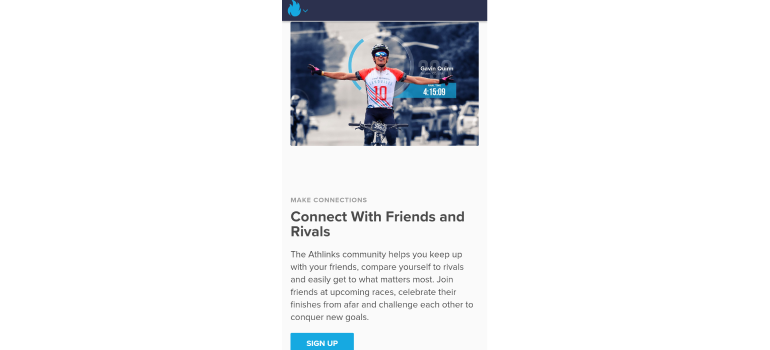 Gavin Quinn
4:15:09
10
MAKE CONNECTIONS
Connect With Friends and
Rivals
The Athlinks community helps you keep up
with your friends, compare yourself to rivals
and easily get to what matters most. Join
friends at upcoming races, celebrate their
finishes from afar and challenge each other to
conquer new goals.
SIGN UP